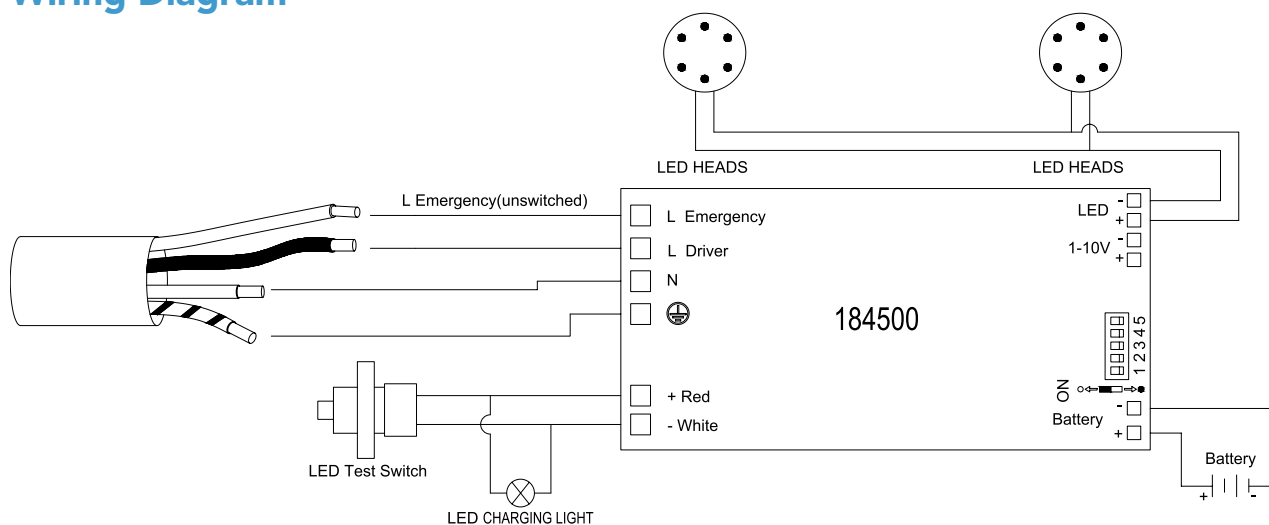 Wiring Diagram
LED HEADS
LED HEADS
L Emergency(unswitched)
L Emergency
L Driver
N
184500
LED
-
+
1-10V
-
+
1 2 3 4 5
ON
+ Red
- White
Battery
-
+
LED Test Switch
LED CHARGING LIGHT
Battery
+
-